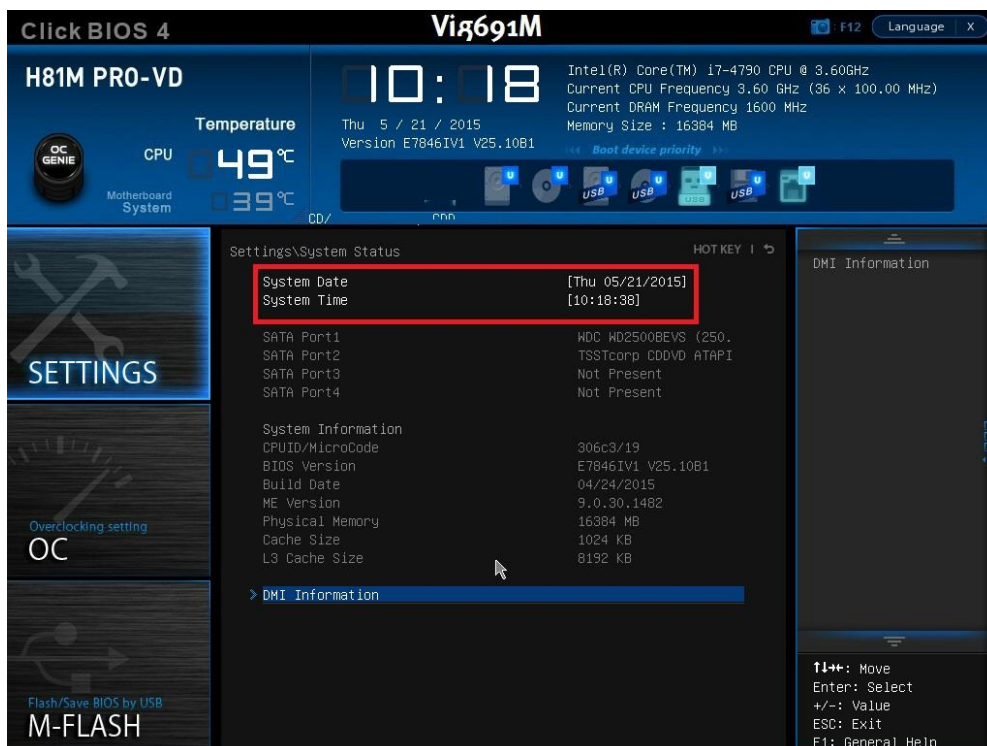 Click BIOS 4
Vig691M
F12 Language X
H81M PRO-VD
10:18
Thu 5 / 21 / 2015
Version E7846IV1 V25.10B1
Intel(R) Core(TM) i7-4790 CPU @ 3.60GHz
Current CPU Frequency 3.60 GHz (36 x 100.00 MHz)
Current DRAM Frequency 1600 MHz
Memory Size : 16384 MB
Boot device priority
Temperature
OC GENIE
CPU 49°C
Motherboard
System 39°C
U U USB U USB U USB U USB U U
CD/
Settings\System Status
HOT KEY
System Date [Thu 05/21/2015]
System Time [10:18:38]
SATA Port1 WDC WD2500BEVS (250.
SATA Port2 TSSTcorp CDDVD ATAPI
SATA Port3 Not Present
SATA Port4 Not Present
System Information
CPUID/MicroCode 306c3/19
BIOS Version E7846IV1 V25.10B1
Build Date 04/24/2015
ME Version 9.0.30.1482
Physical Memory 16384 MB
Cache Size 1024 KB
L3 Cache Size 8192 KB
> DMI Information
DMI Information
SETTINGS
Overclocking setting
OC
Flash/Save BIOS by USB
M-FLASH
↑↓→←: Move
Enter: Select
+/-: Value
ESC: Exit
F1: General Help